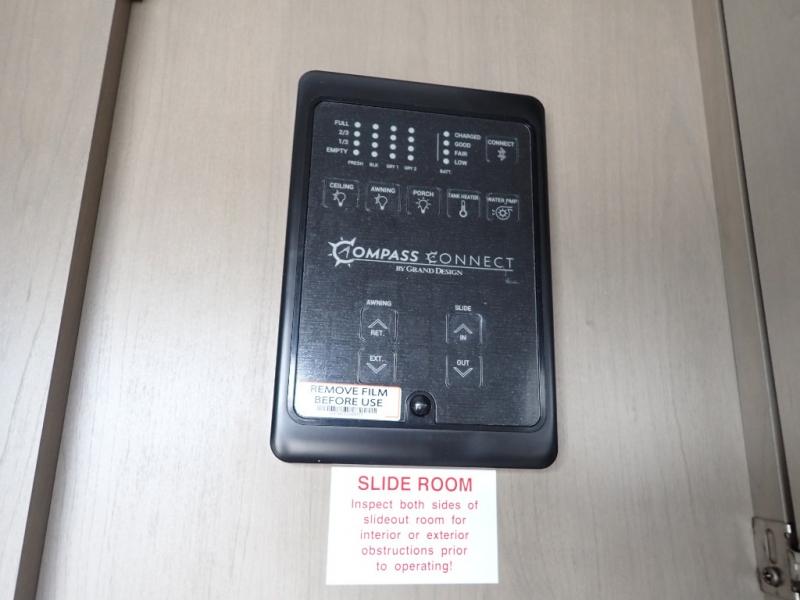 FULL
2/3
1/3
EMPTY
FRESH BLK GRY 1 GRY 2
CHARGED
GOOD
FAIR
LOW
BATT.
CONNECT
CEILING
AWNING
PORCH
TANK HEATER
WATER PMP
COMPASS CONNECT
BY GRAND DESIGN
AWNING
RET.
EXT.
SLIDE
IN
OUT
REMOVE FILM
BEFORE USE
SLIDE ROOM
Inspect both sides of
slideout room for
interior or exterior
obstructions prior
to operating!